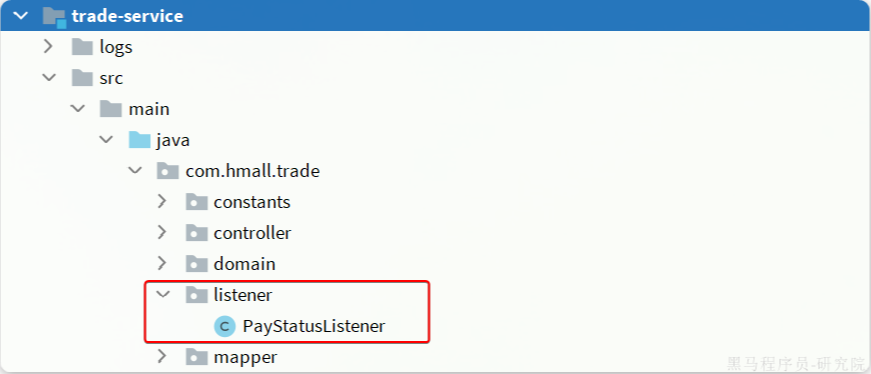 trade-service
logs
src
main
java
com.hmall.trade
constants
controller
domain
listener
C PayStatusListener
mapper
黑马程序员-研究院